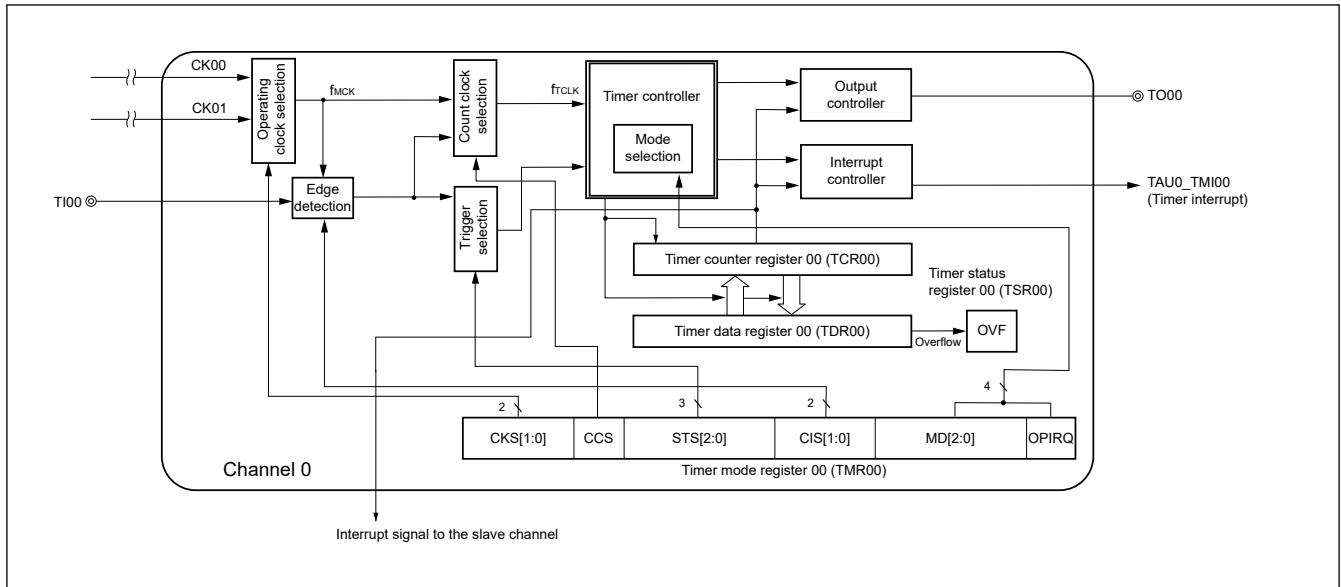 CK00
CK01
Operating
clock selection
fMCK
Count clock
selection
fTCLK
Timer controller
Mode
selection
Output
controller
TO00
Interrupt
controller
TAU0_TMI00
(Timer interrupt)
TI00
Edge
detection
Trigger
selection
Timer counter register 00 (TCR00)
Timer status
register 00 (TSR00)
Timer data register 00 (TDR00)
Overflow
OVF
2
3
2
4
CKS[1:0]
CCS
STS[2:0]
CIS[1:0]
MD[2:0]
OPIRQ
Channel 0
Timer mode register 00 (TMR00)
Interrupt signal to the slave channel